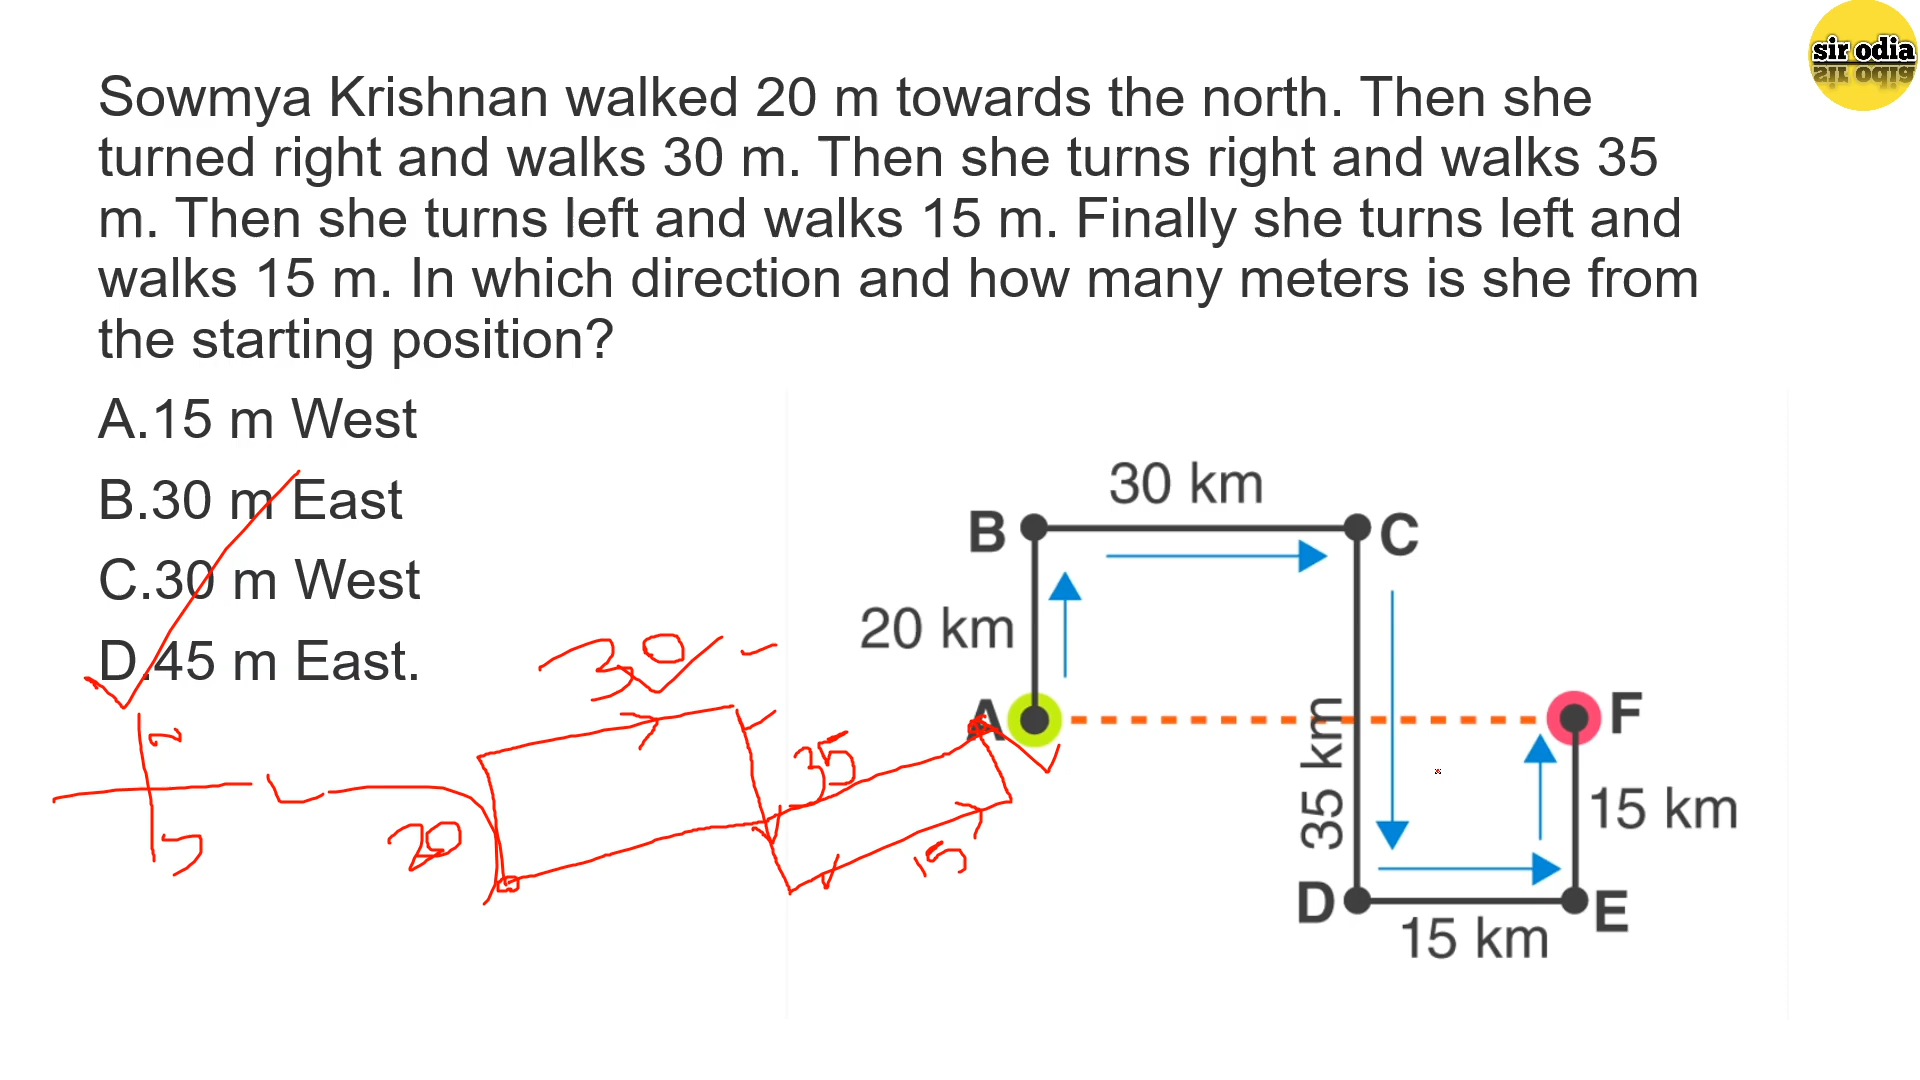 sir odia
Sowmya Krishnan walked 20 m towards the north. Then she
turned right and walks 30 m. Then she turns right and walks 35
m. Then she turns left and walks 15 m. Finally she turns left and
walks 15 m. In which direction and how many meters is she from
the starting position?
A.15 m West
B.30 m East
C.30 m West
D.45 m East.
30 km
B
C
20 km
A
F
35 km
15 km
D
E
15 km
30
35
20
15